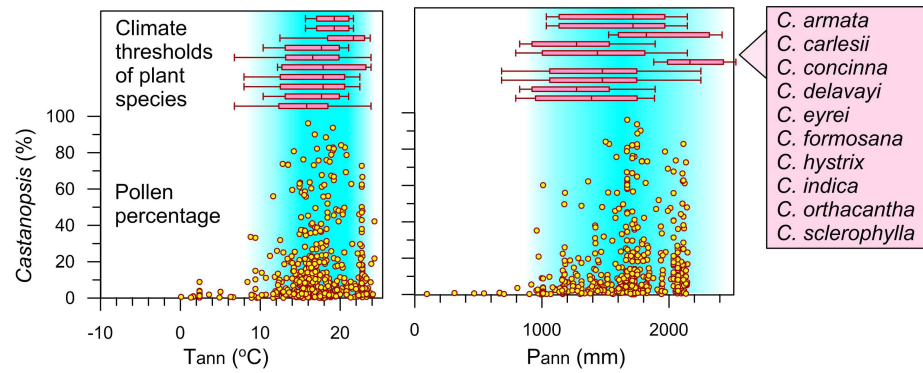 Climate
thresholds
of plant
species
Pollen
percentage
Castanopsis (%)
100
80
60
40
20
0
-10 0 10 20
Tann (ºC)
0 1000 2000
Pann (mm)
C. armata
C. carlesii
C. concinna
C. delavayi
C. eyrei
C. formosana
C. hystrix
C. indica
C. orthacantha
C. sclerophylla